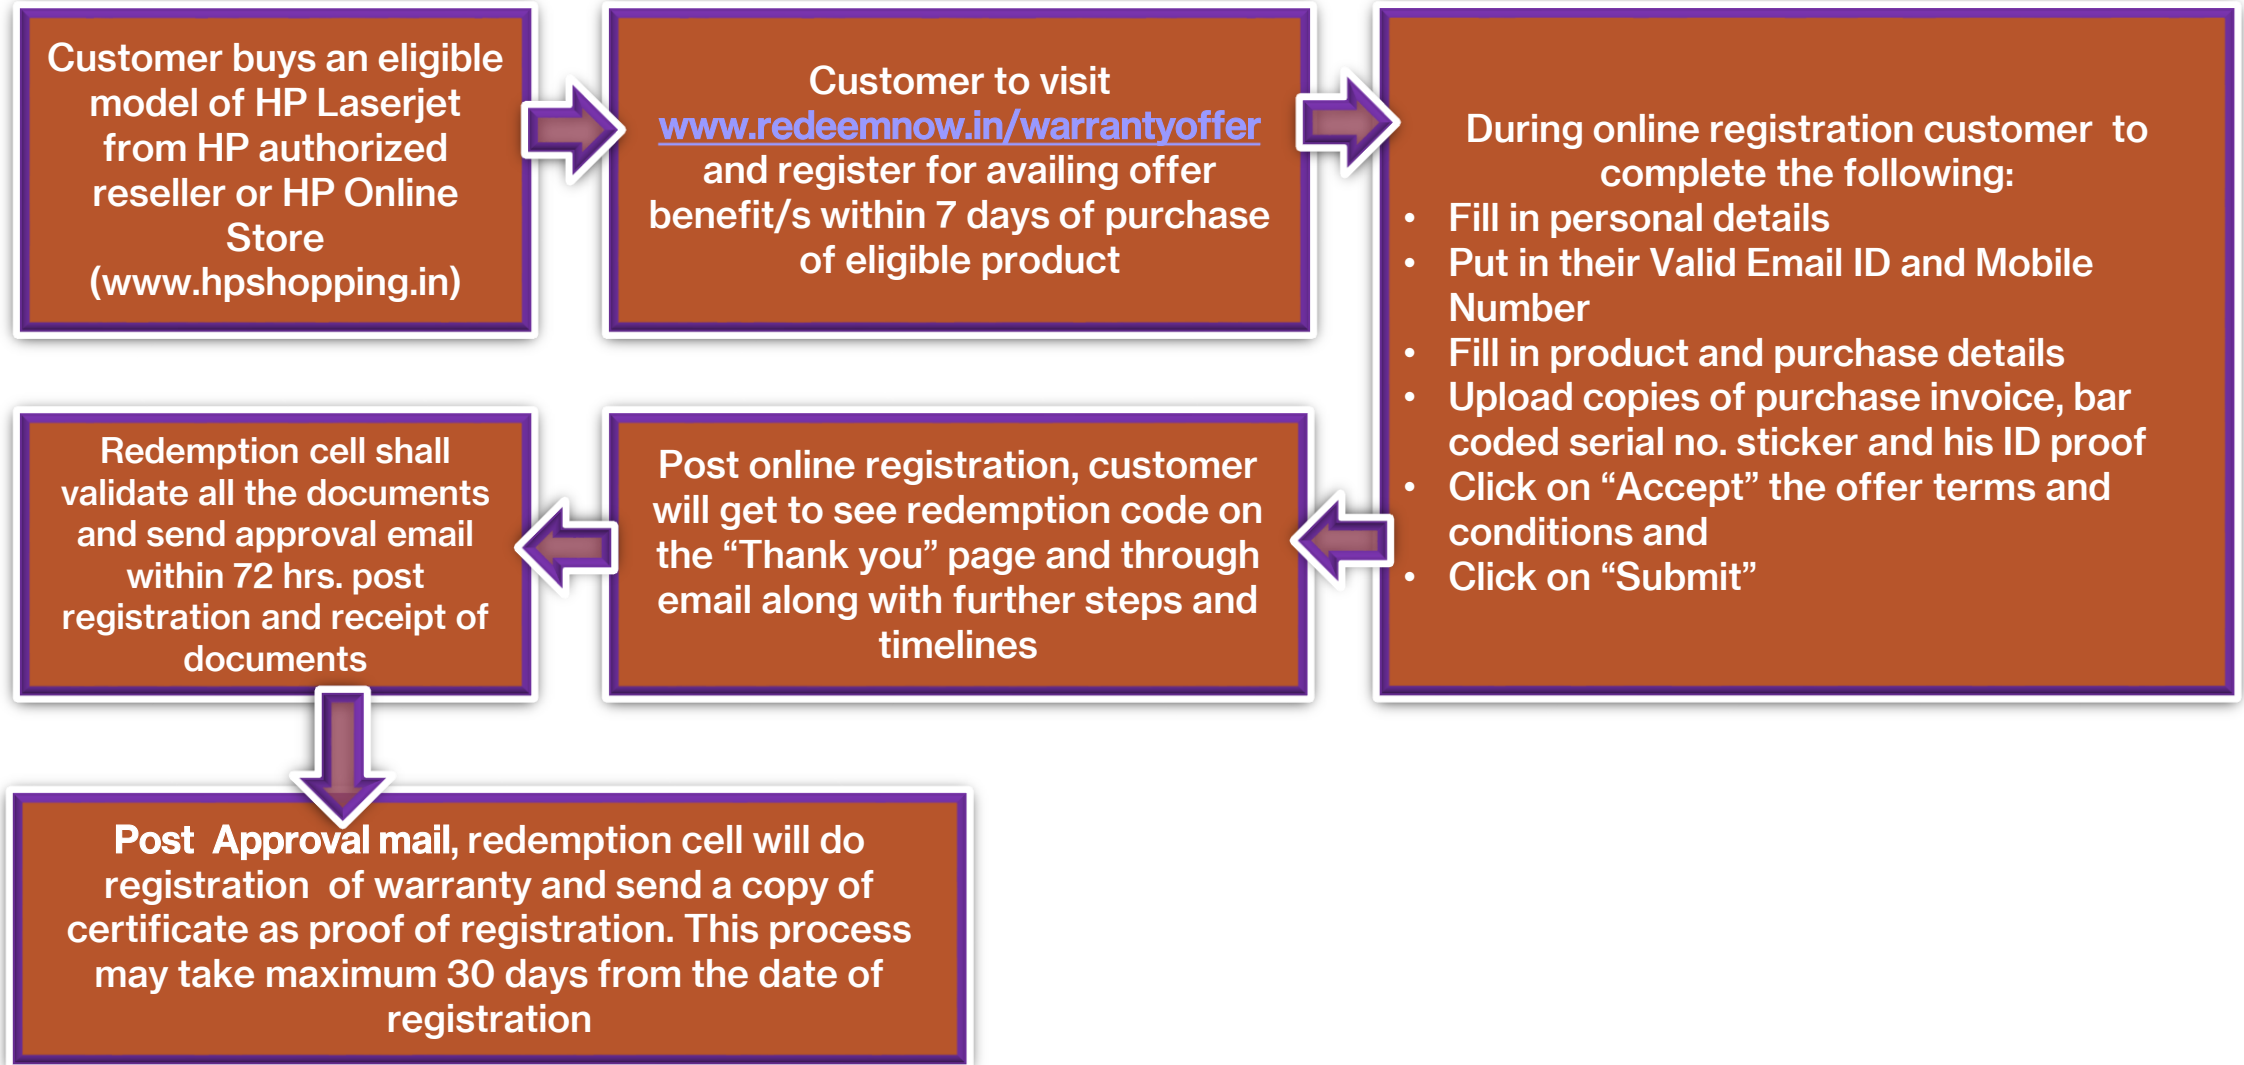 Customer buys an eligible
model of HP Laserjet
from HP authorized
reseller or HP Online
Store
(www.hpshopping.in)
Customer to visit
www.redeemnow.in/warrantyoffer
and register for availing offer
benefit/s within 7 days of purchase
of eligible product
During online registration customer  to
complete the following:
• Fill in personal details
• Put in their Valid Email ID and Mobile
Number
• Fill in product and purchase details
• Upload copies of purchase invoice, bar
coded serial no. sticker and his ID proof
• Click on “Accept” the offer terms and
conditions and
• Click on “Submit”
Post online registration, customer
will get to see redemption code on
the “Thank you” page and through
email along with further steps and
timelines
Redemption cell shall
validate all the documents
and send approval email
within 72 hrs. post
registration and receipt of
documents
Post  Approval mail, redemption cell will do
registration  of warranty and send a copy of
certificate as proof of registration. This process
may take maximum 30 days from the date of
registration